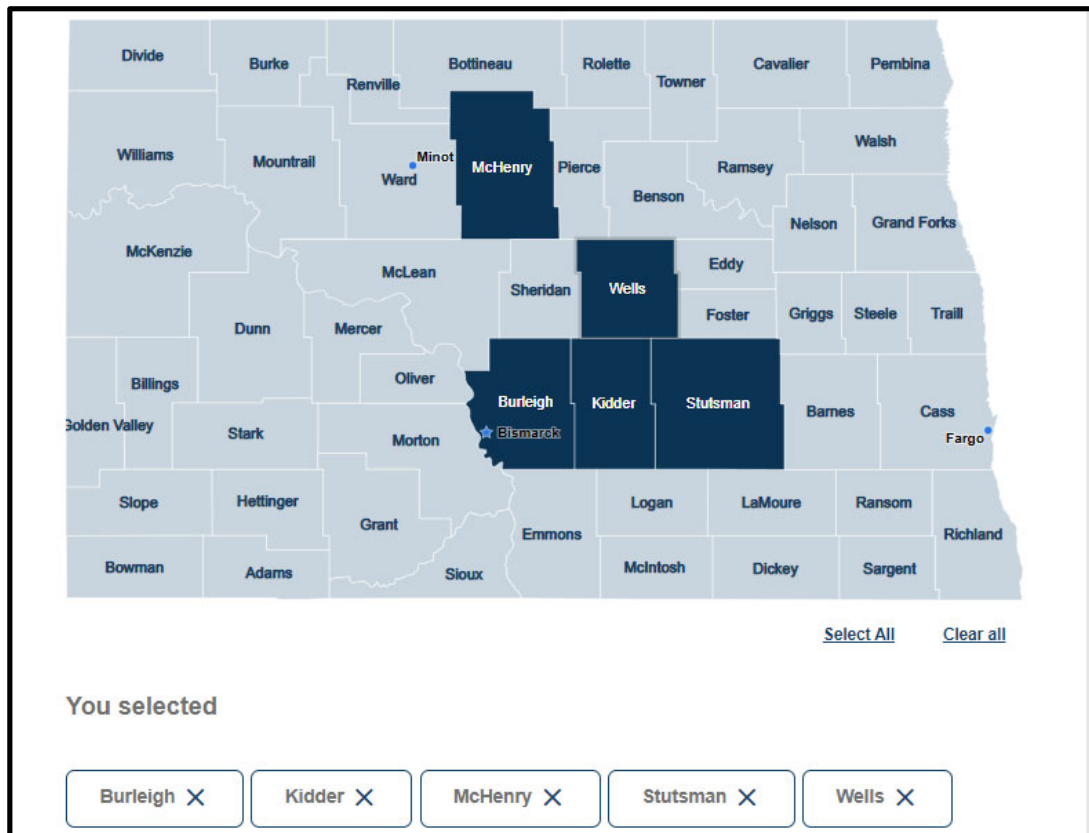 Divide
Burke
Renville
Bottineau
Rolette
Towner
Cavalier
Pembina
Williams
Mountrail
Ward
Minot
McHenry
Pierce
Benson
Ramsey
Walsh
Nelson
Grand Forks
McKenzie
McLean
Sheridan
Wells
Eddy
Foster
Griggs
Steele
Traill
Dunn
Mercer
Oliver
Billings
Golden Valley
Stark
Morton
Burleigh
Bismarck
Kidder
Stutsman
Barnes
Cass
Fargo
Slope
Hettinger
Grant
Emmons
Logan
LaMoure
Ransom
Richland
Bowman
Adams
Sioux
McIntosh
Dickey
Sargent
Select All Clear all
You selected
Burleigh X Kidder X McHenry X Stutsman X Wells X